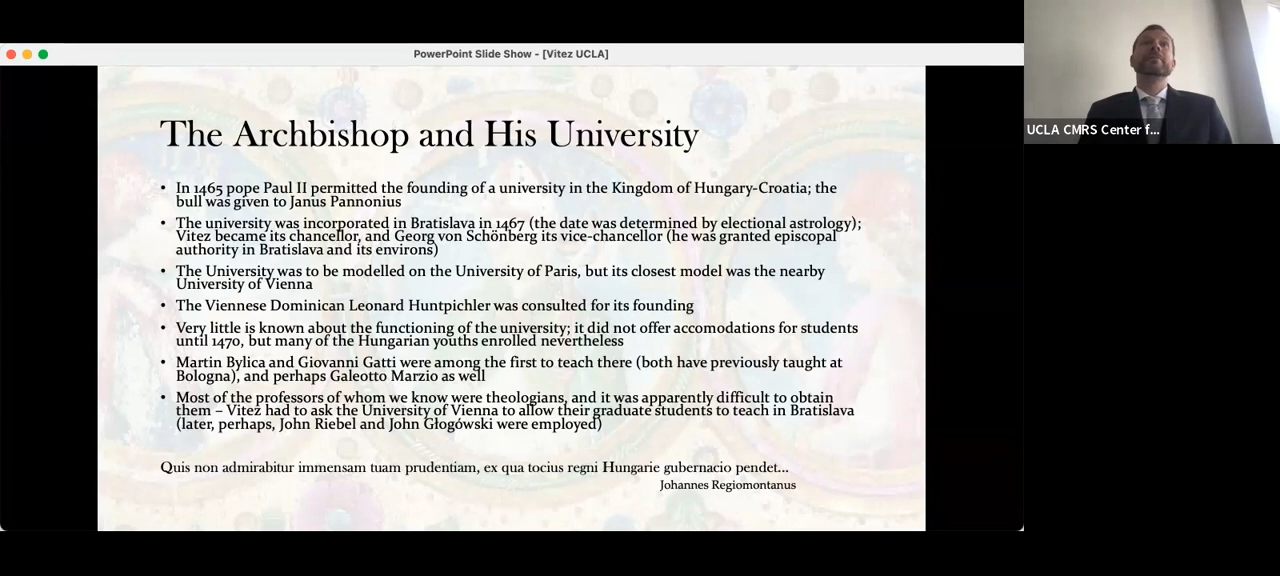 PowerPoint Slide Show - [Vitez UCLA]
UCLA CMRS Center f...
The Archbishop and His University
• In 1465 pope Paul II permitted the founding of a university in the Kingdom of Hungary-Croatia; the
bull was given to Janus Pannonius
• The university was incorporated in Bratislava in 1467 (the date was determined by electional astrology);
Vitez became its chancellor, and Georg von Schönberg its vice-chancellor (he was granted episcopal
authority in Bratislava and its environs)
• The University was to be modelled on the University of Paris, but its closest model was the nearby
University of Vienna
• The Viennese Dominican Leonard Huntpichler was consulted for its founding
• Very little is known about the functioning of the university; it did not offer accomodations for students
until 1470, but many of the Hungarian youths enrolled nevertheless
• Martin Bylica and Giovanni Gatti were among the first to teach there (both have previously taught at
Bologna), and perhaps Galeotto Marzio as well
• Most of the professors of whom we know were theologians, and it was apparently difficult to obtain
them – Vitez had to ask the University of Vienna to allow their graduate students to teach in Bratislava
(later, perhaps, John Riebel and John Głogówski were employed)
Quis non admirabitur immensam tuam prudentiam, ex qua tocius regni Hungarie gubernacio pendet...
Johannes Regiomontanus